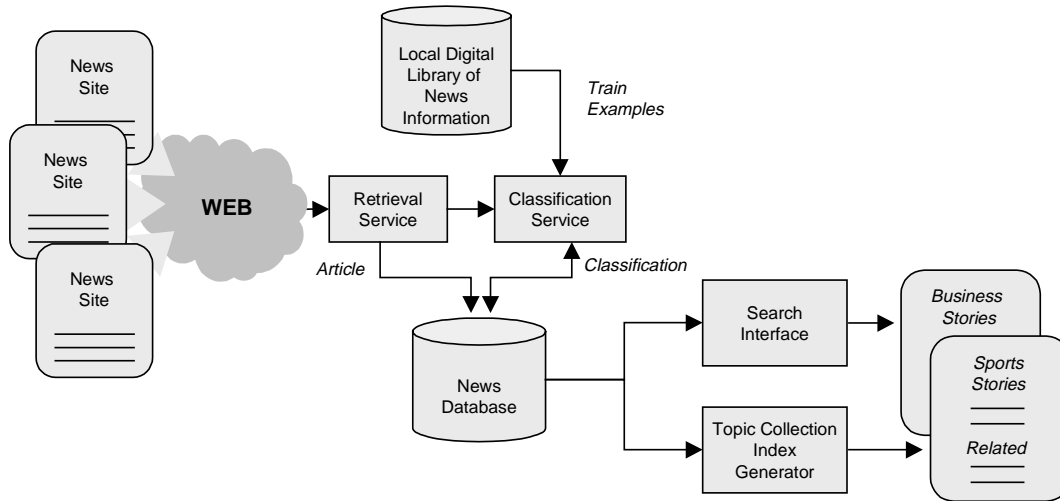 News
Site
News
Site
News
Site
WEB
Local Digital
Library of
News
Information
Train
Examples
Retrieval
Service
Classification
Service
Article
Classification
News
Database
Search
Interface
Topic Collection
Index
Generator
Business
Stories
Sports
Stories
Related